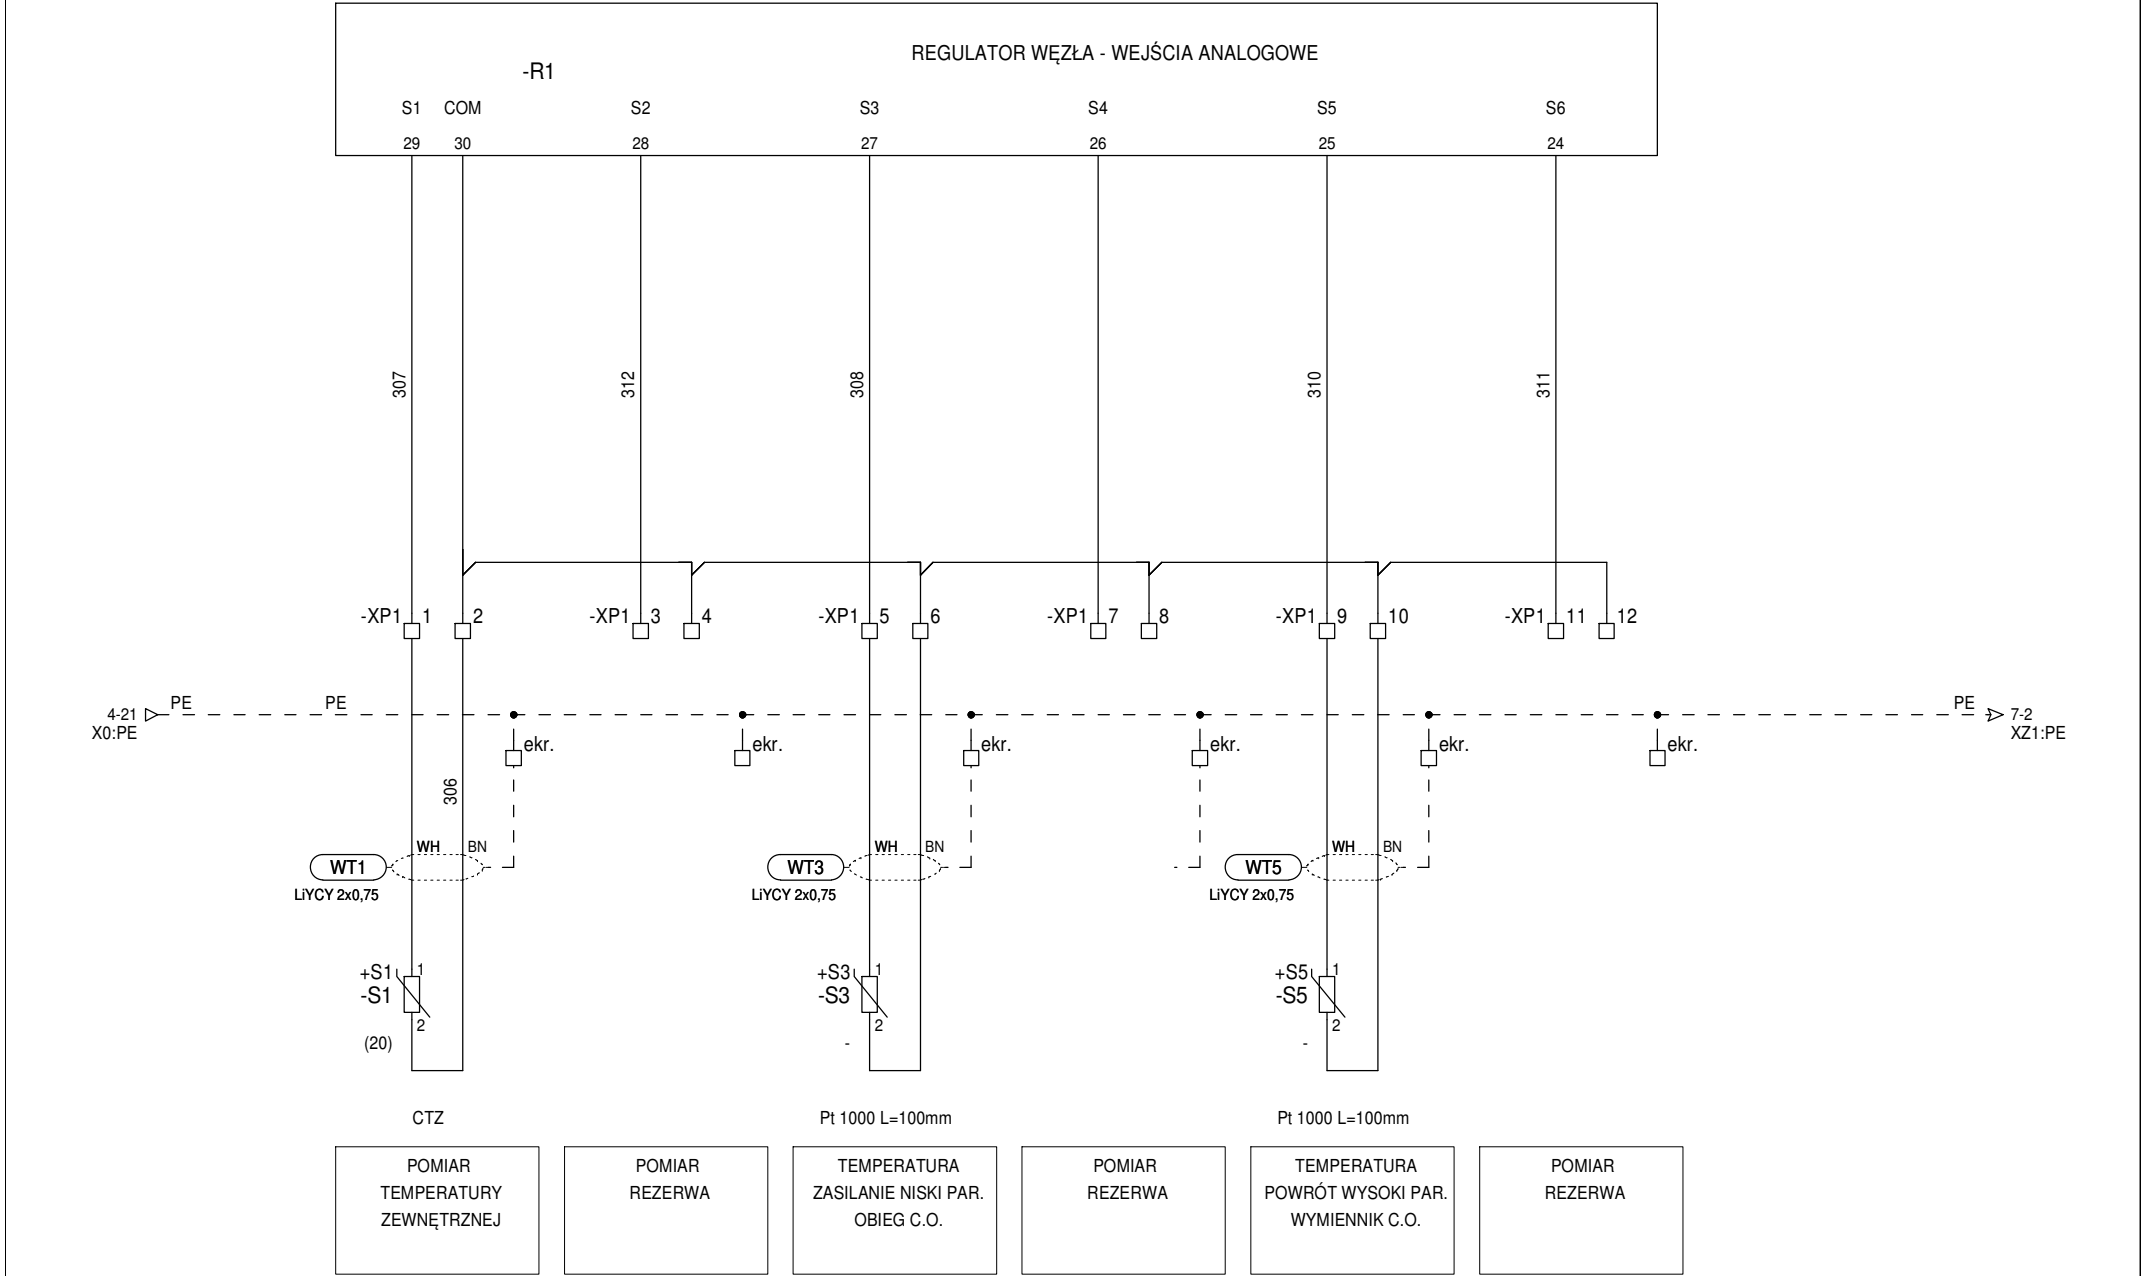 REGULATOR WĘZŁA - WEJŚCIA ANALOGOWE
-R1
S1 COM S2 S3 S4 S5 S6
29 30 28 27 26 25 24
307 312 308 310 311
-XP1 1 2 -XP1 3 4 -XP1 5 6 -XP1 7 8 -XP1 9 10 -XP1 11 12
PE PE PE
4-21 7-2
X0:PE XZ1:PE
ekr. ekr. ekr. ekr. ekr. ekr.
306
WH BN WH BN WH BN
WT1 WT3 WT5
LiYCY 2x0,75 LiYCY 2x0,75 LiYCY 2x0,75
+S1 1 +S3 1 +S5 1
-S1 -S3 -S5
2 2 2
(20) - -
CTZ Pt 1000 L=100mm Pt 1000 L=100mm
POMIAR
TEMPERATURY
ZEWNĘTRZNEJ
POMIAR
REZERWA
TEMPERATURA
ZASILANIE NISKI PAR.
OBIEG C.O.
POMIAR
REZERWA
TEMPERATURA
POWRÓT WYSOKI PAR.
WYMIENNIK C.O.
POMIAR
REZERWA